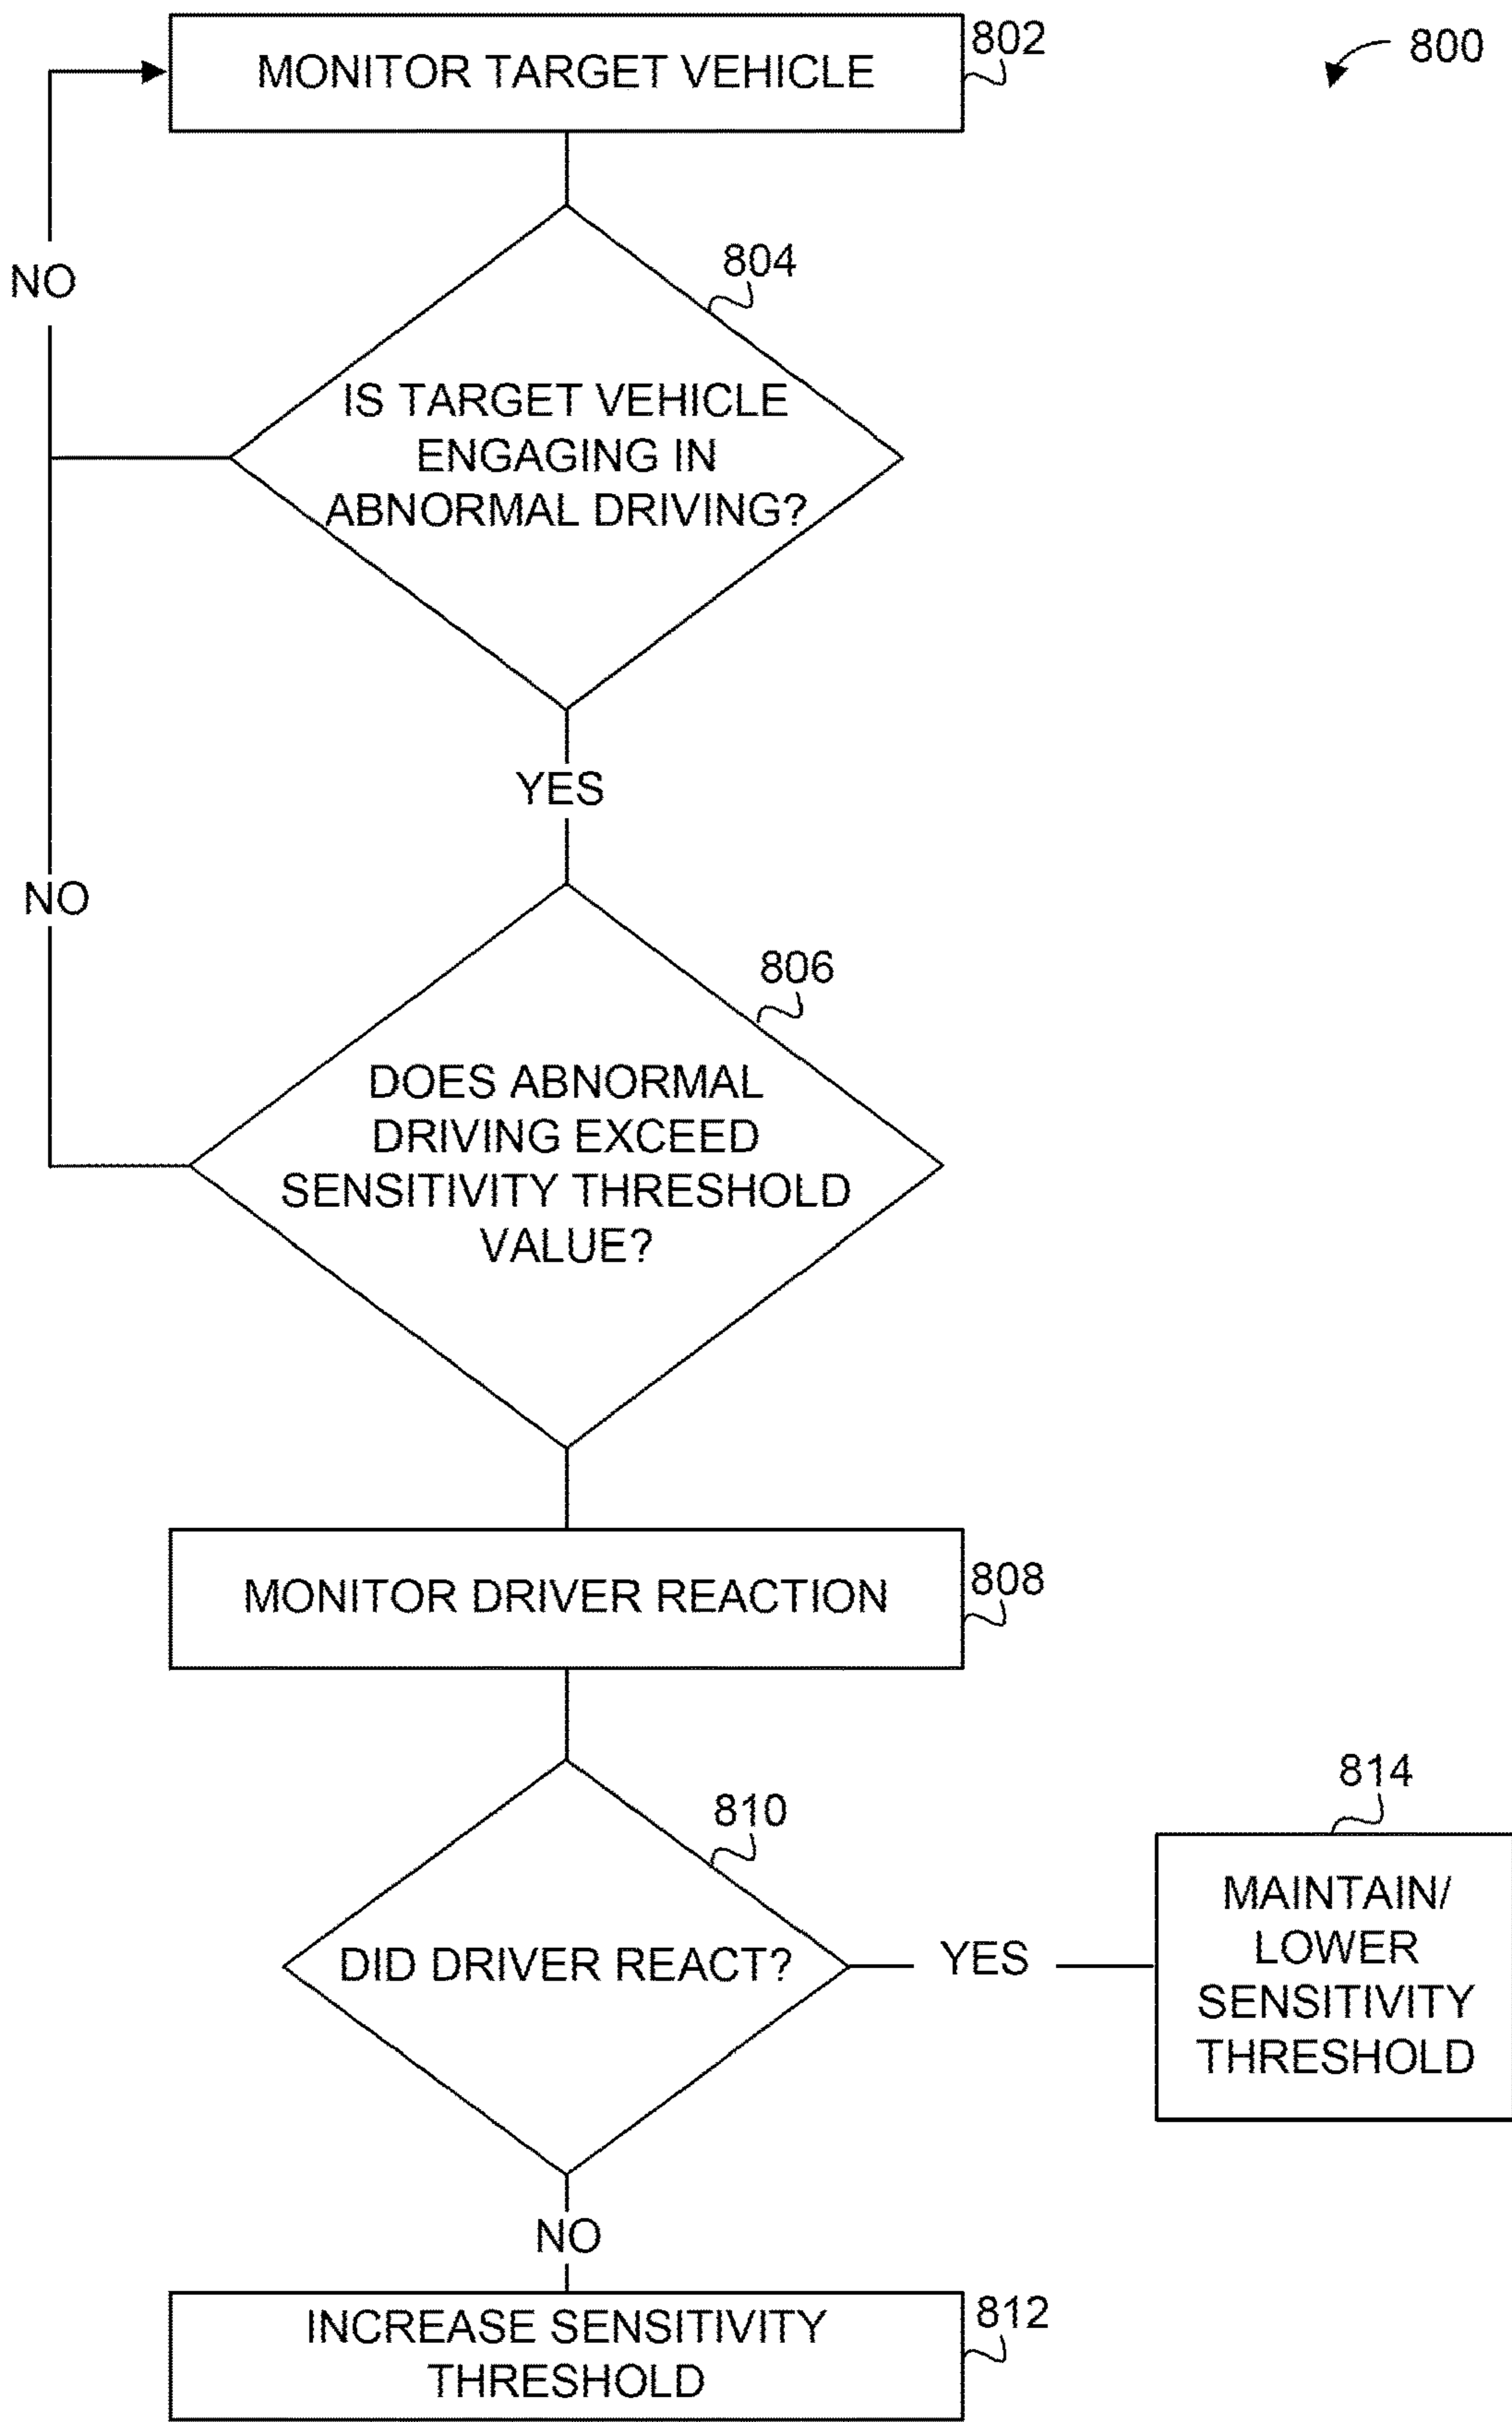 MONITOR TARGET VEHICLE
802
800
NO
804
IS TARGET VEHICLE
ENGAGING IN
ABNORMAL DRIVING?
YES
NO
806
DOES ABNORMAL
DRIVING EXCEED
SENSITIVITY THRESHOLD
VALUE?
MONITOR DRIVER REACTION
808
810
DID DRIVER REACT?
YES
814
MAINTAIN/
LOWER
SENSITIVITY
THRESHOLD
NO
INCREASE SENSITIVITY
THRESHOLD
812